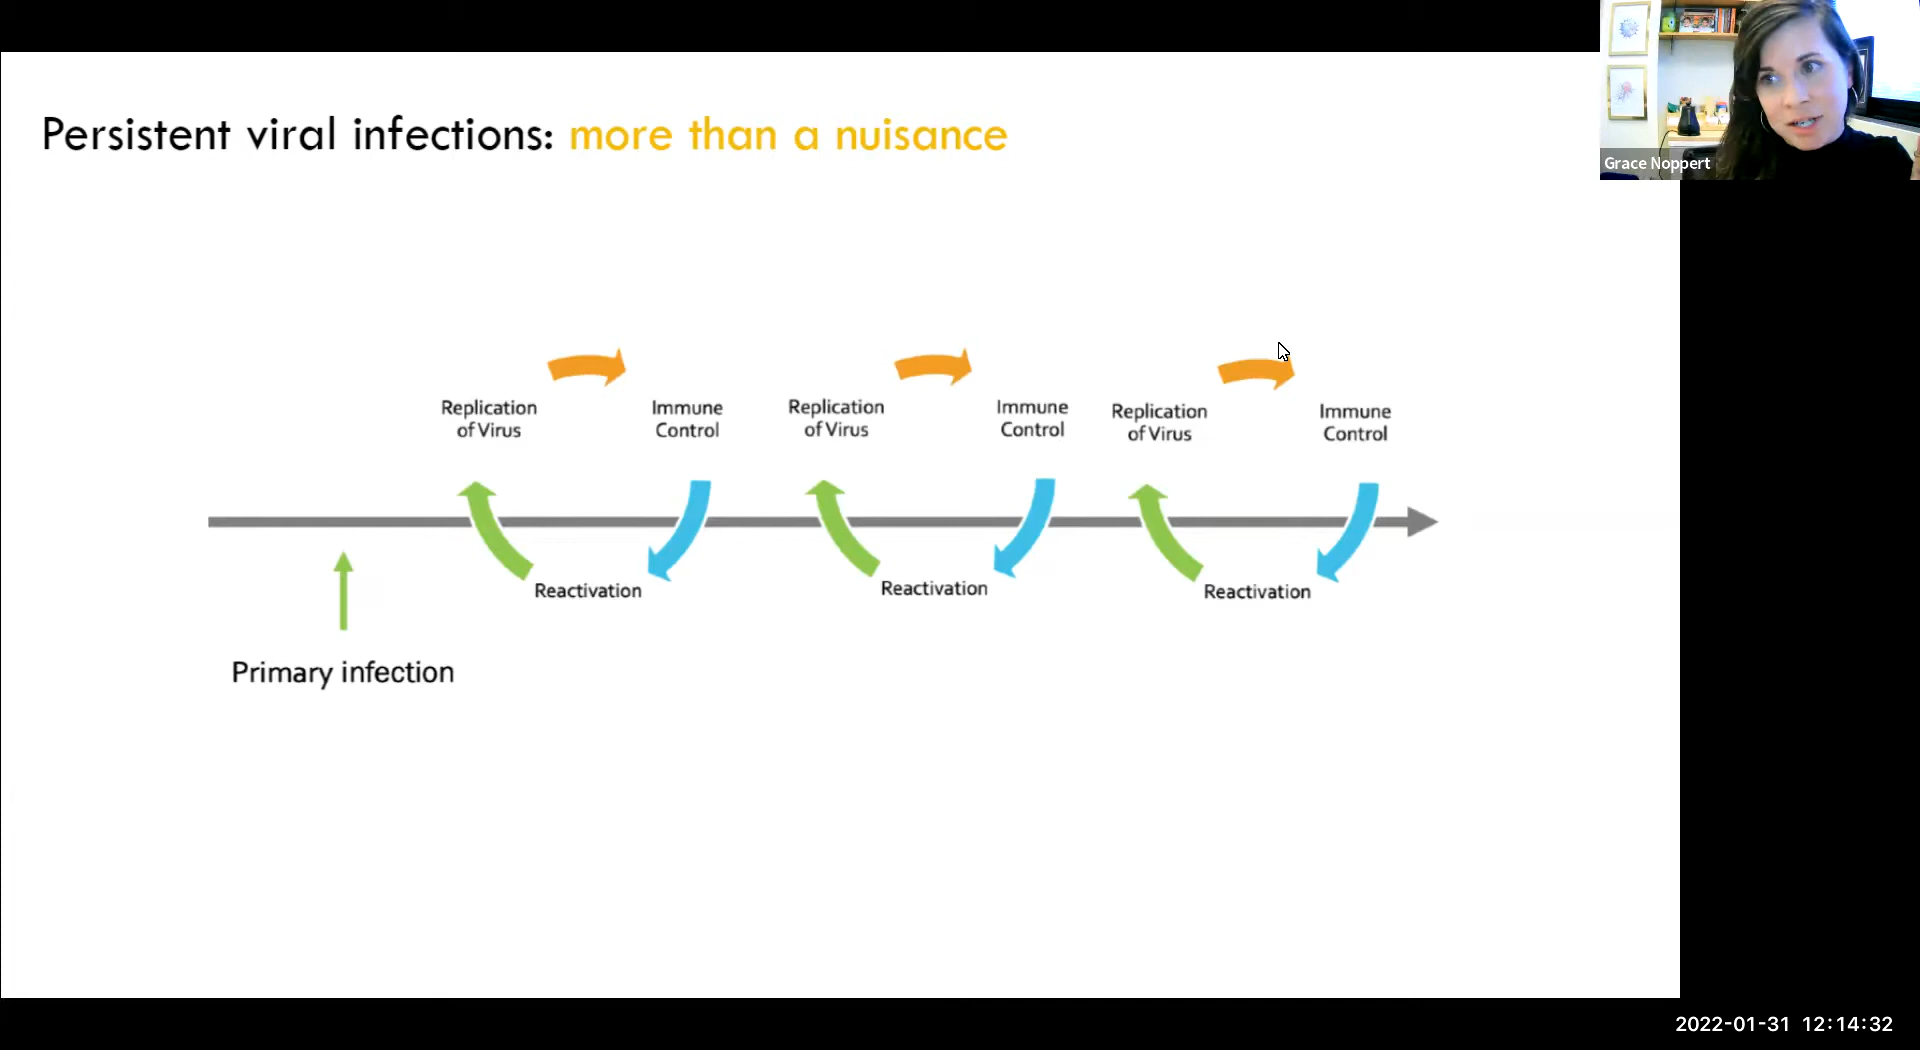 Persistent viral infections: more than a nuisance
Grace Noppert
Replication
of Virus
Immune
Control
Replication
of Virus
Immune
Control
Replication
of Virus
Immune
Control
Reactivation
Reactivation
Reactivation
Primary infection
2022-01-31 12:14:32